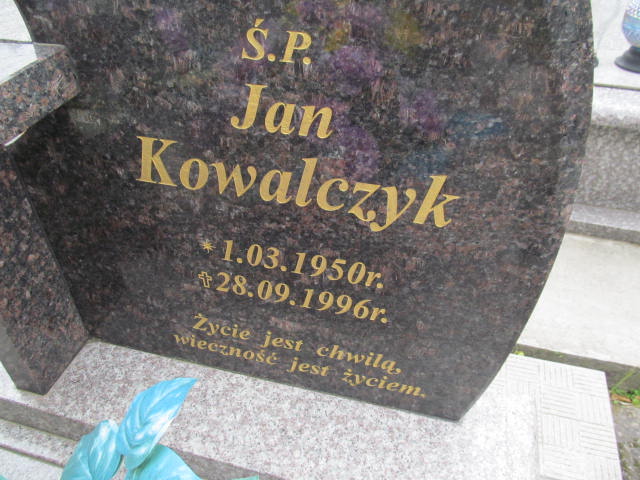 Ś.P.
Jan
Kowalczyk
* 1.03.1950r.
✝ 28.09.1996r.
Życie jest chwilą,
wieczność jest życiem.